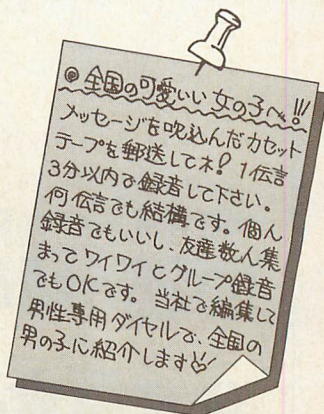 ◎全国の可愛いい女の子へ!!
メッセージを吹込んだカセット
テープを郵送してネ! 1伝言
3分以内で録音して下さい。
何伝言でも結構です。個人
録音でもいいし、友達数人集
まってワイワイとグループ録音
でもOKです。当社で編集して
男性専用ダイヤルで、全国の
男の子に紹介します